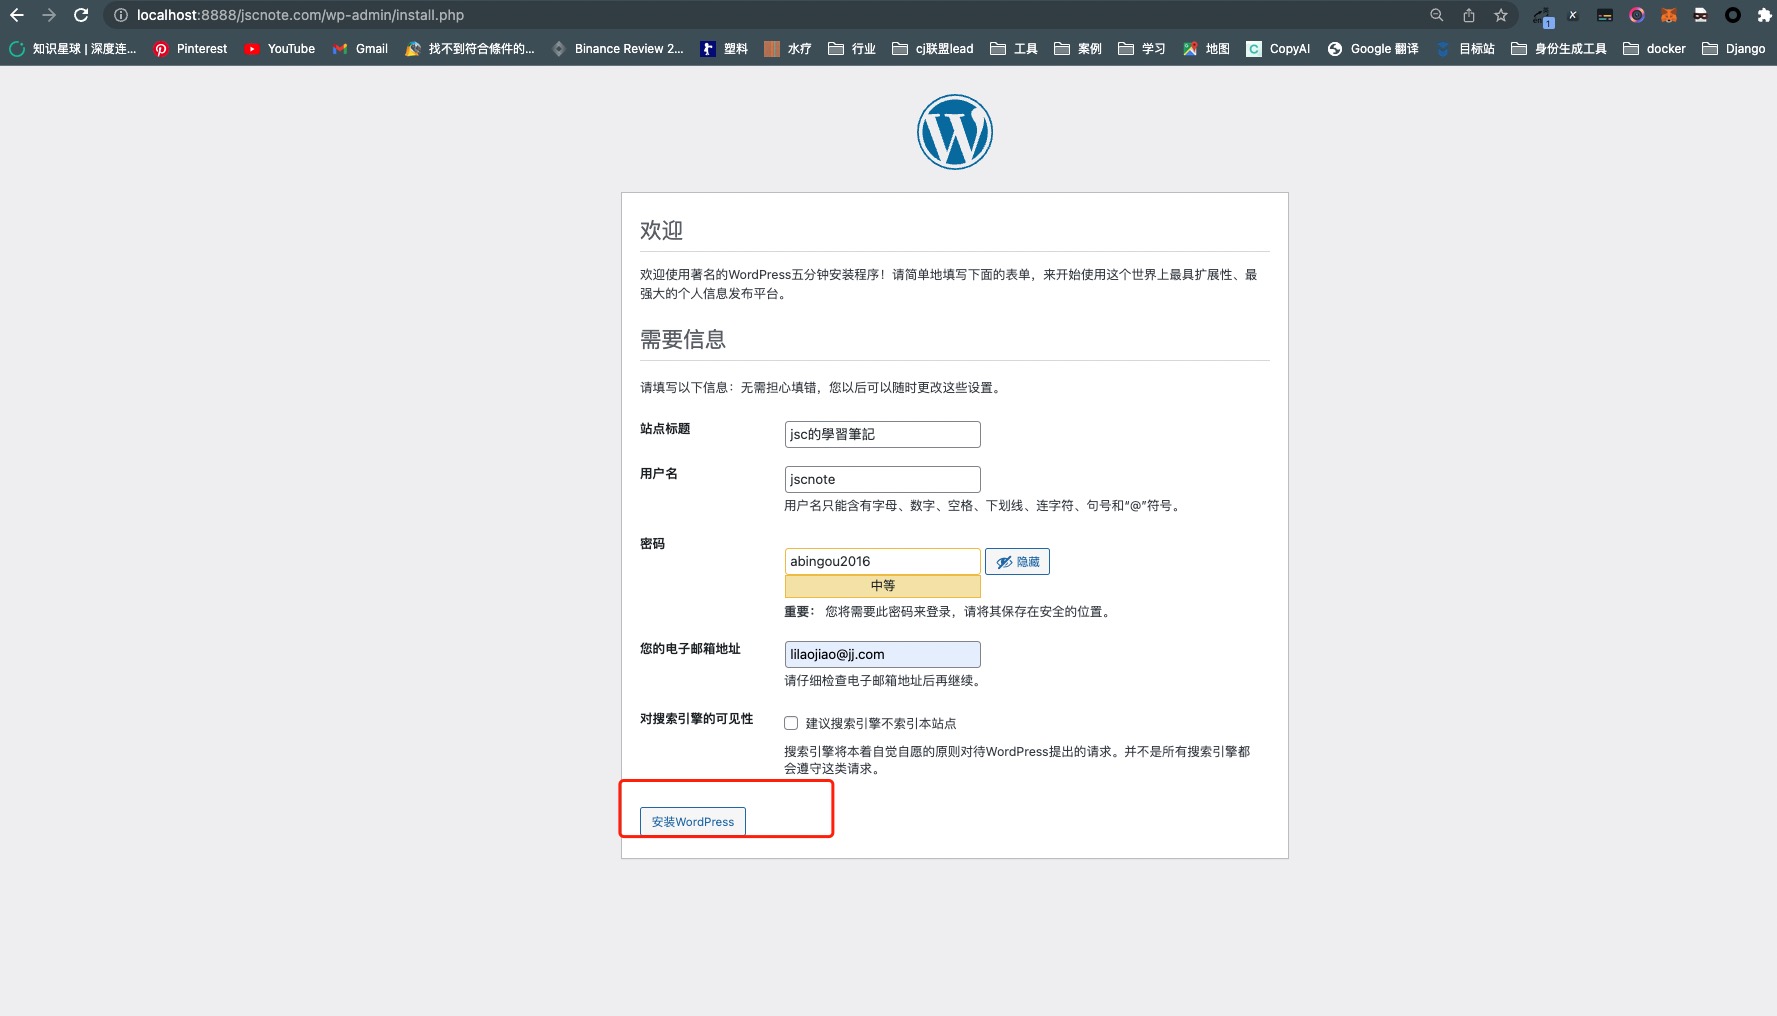 localhost:8888/jscnote.com/wp-admin/install.php
知识星球 | 深度连... Pinterest YouTube Gmail 找不到符合條件的... Binance Review 2... 塑料 水疗 行业 cj联盟lead 工具 案例 学习 地图 CopyAI Google 翻译 目标站 身份生成工具 docker Django
欢迎
欢迎使用著名的WordPress五分钟安装程序！请简单地填写下面的表单，来开始使用这个世界上最具扩展性、最
强大的个人信息发布平台。
需要信息
请填写以下信息：无需担心填错，您以后可以随时更改这些设置。
站点标题 jsc的學習筆記
用户名 jscnote
用户名只能含有字母、数字、空格、下划线、连字符、句号和“@”符号。
密码
abingou2016 隐藏
中等
重要： 您将需要此密码来登录，请将其保存在安全的位置。
您的电子邮箱地址 lilaojiao@jj.com
请仔细检查电子邮箱地址后再继续。
对搜索引擎的可见性 建议搜索引擎不索引本站点
搜索引擎将本着自觉自愿的原则对待WordPress提出的请求。并不是所有搜索引擎都
会遵守这类请求。
安装WordPress